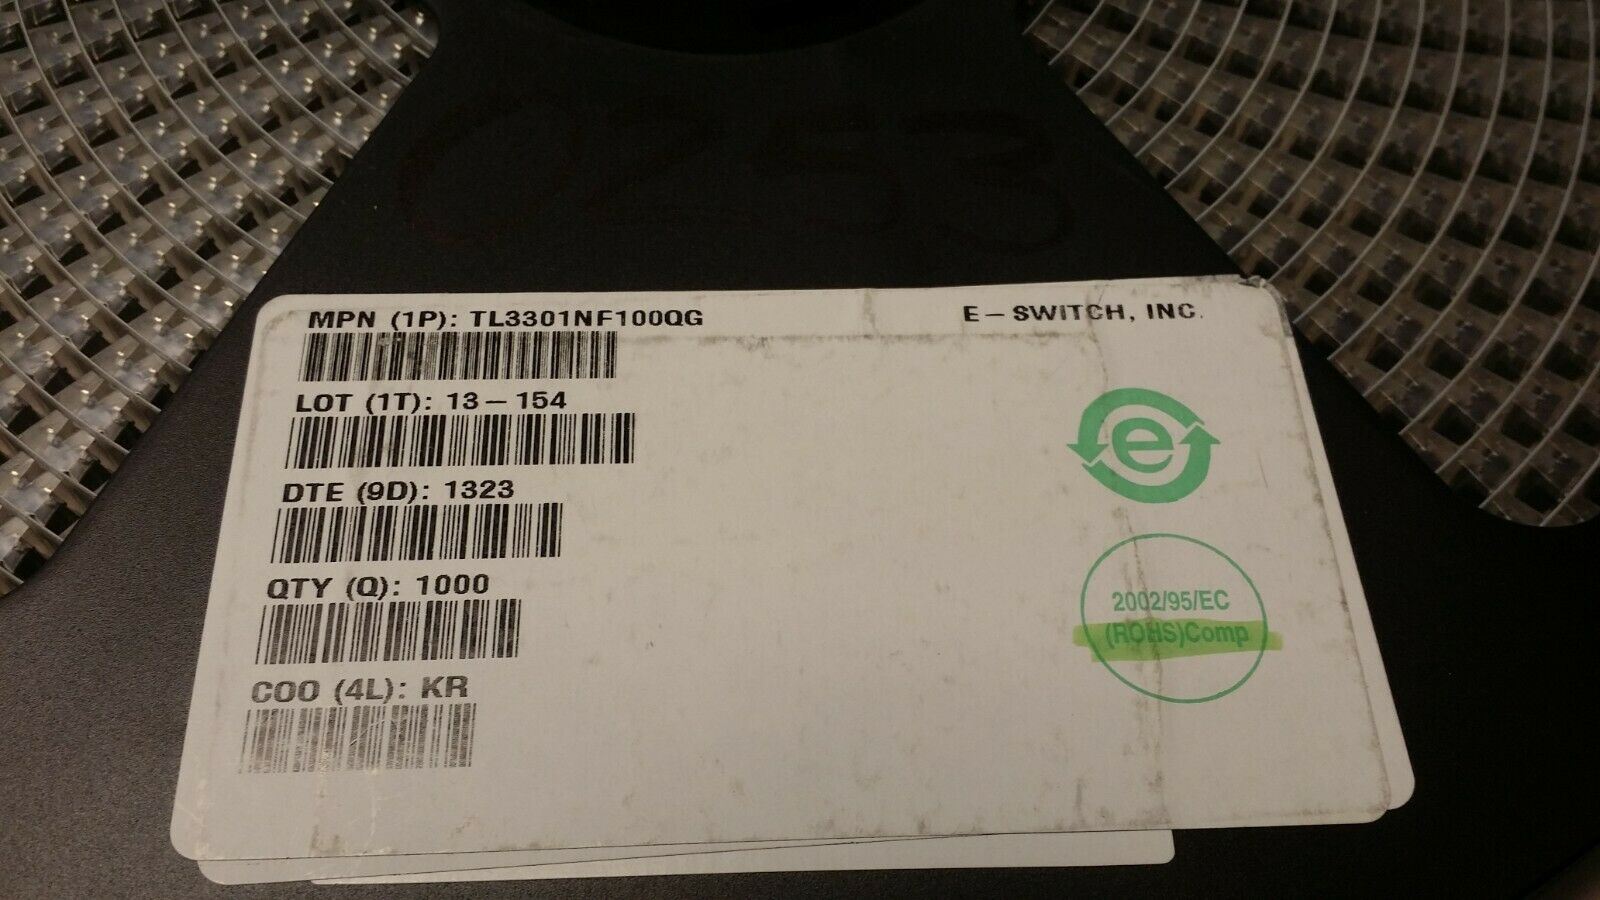 0253
MPN (1P): TL3301NF100QG
E-SWITCH, INC.
LOT (1T): 13-154
e
DTE (9D): 1323
QTY (Q): 1000
2002/95/EC
(ROHS)Comp
COO (4L): KR